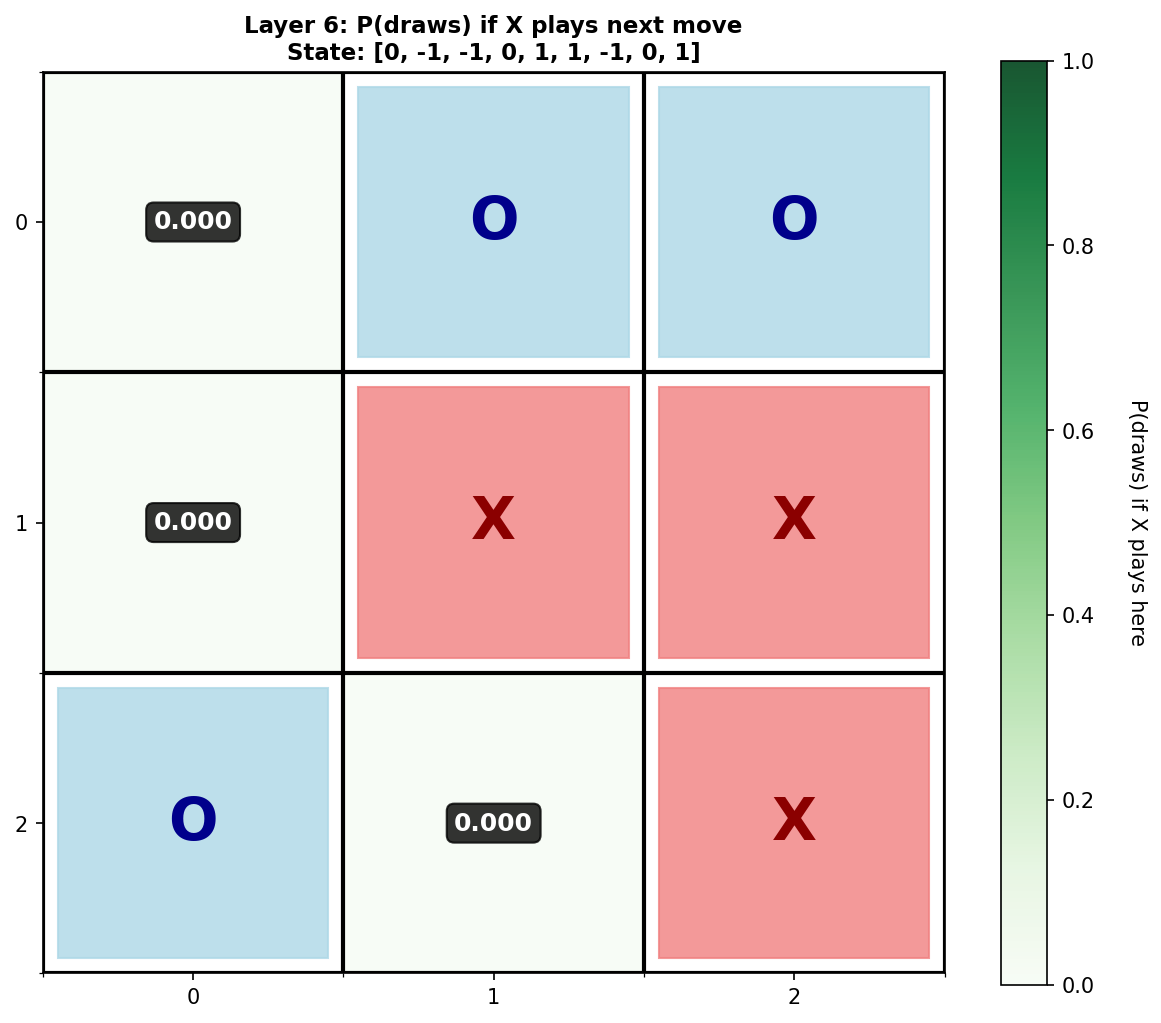 Layer 6: P(draws) if X plays next move
State: [0, -1, -1, 0, 1, 1, -1, 0, 1]
0
0.000
O
O
1
0.000
X
X
2
O
0.000
X
0
1
2
1.0
0.8
0.6
0.4
0.2
0.0
P(draws) if X plays here